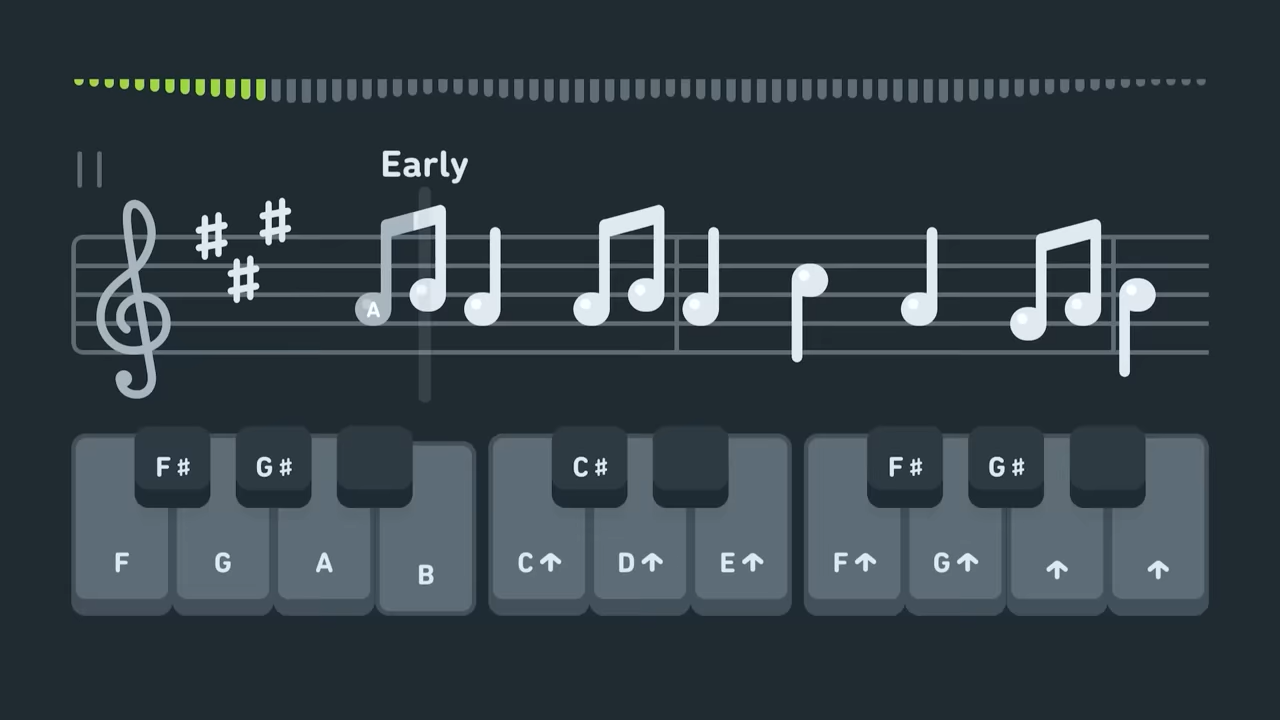 Early
A
F# G# C# F# G#
F G A B C↑ D↑ E↑ F↑ G↑ ↑ ↑